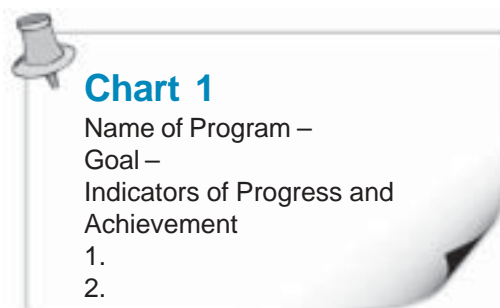 Chart 1
Name of Program –
Goal –
Indicators of Progress and
Achievement
1.
2.